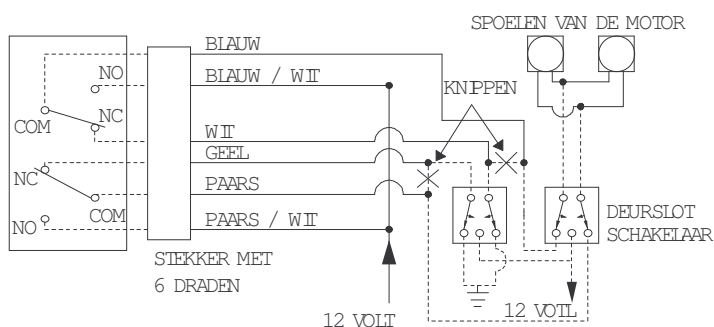 SPOELEN VAN DE MOTOR
BLAUW
NO
BLAUW / WIT
KNIPPEN
NC
COM
WIT
GEEL
NC
PAARS
COM
NO
PAARS / WIT
DEURSLOT
SCHAKELAAR
STEKKER MET
6 DRADEN
12 VOLT
12 VOTL